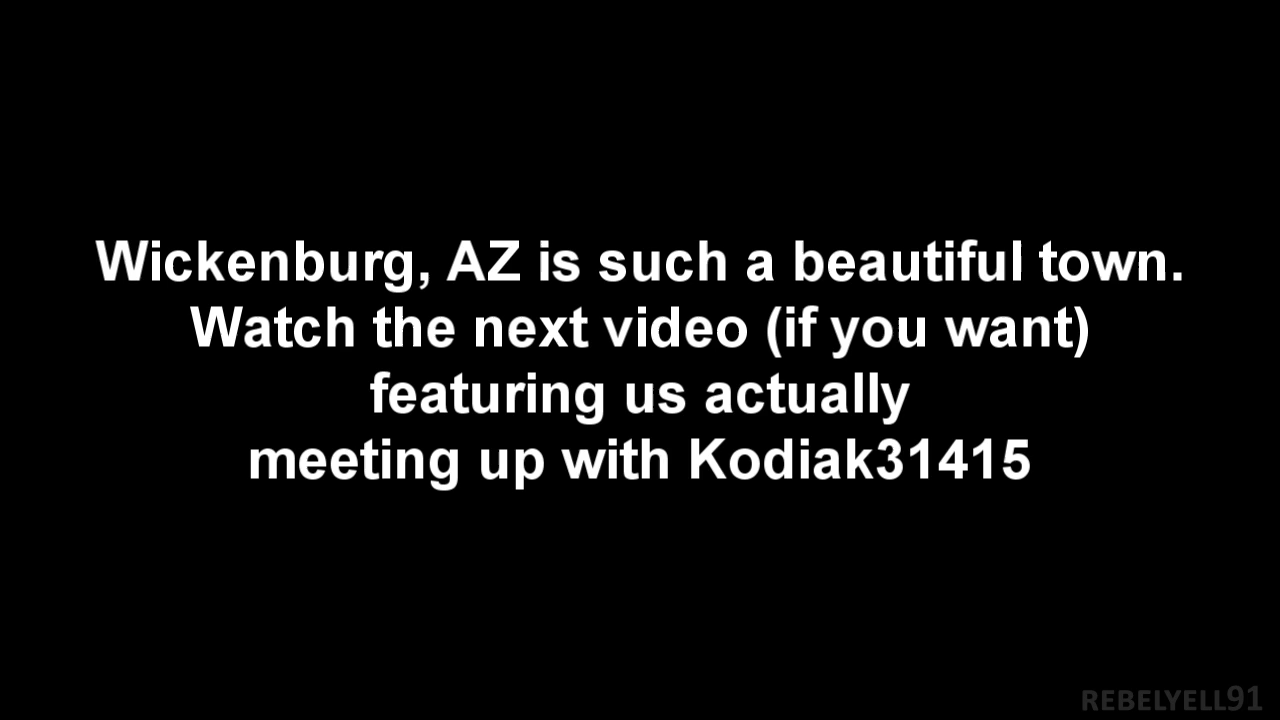 Wickenburg, AZ is such a beautiful town.
Watch the next video (if you want)
featuring us actually
meeting up with Kodiak31415
REBELYELL91